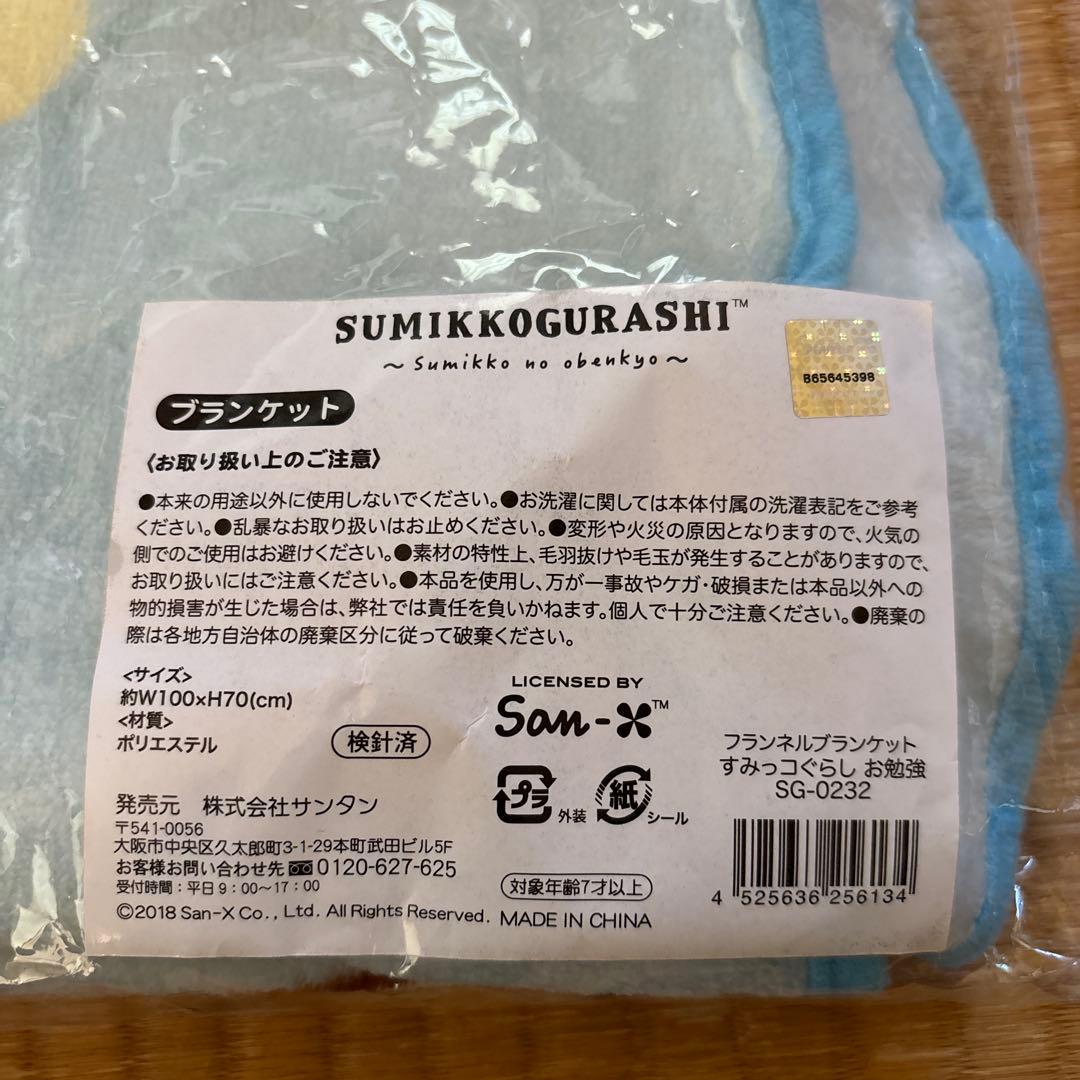 SUMIKKOGURASHI™
～Sumikko no obenkyo～
B65645398
ブランケット
〈お取り扱い上のご注意〉
●本来の用途以外に使用しないでください。●お洗濯に関しては本体付属の洗濯表記をご参考
ください。●乱暴なお取り扱いはお止めください。●変形や火災の原因となりますので、火気の
側でのご使用はお避けください。●素材の特性上、毛羽抜けや毛玉が発生することがありますので、
お取り扱いにはご注意ください。●本品を使用し、万が一事故やケガ・破損または本品以外への
物的損害が生じた場合は、弊社では責任を負いかねます。個人で十分ご注意ください。●廃棄の
際は各地方自治体の廃棄区分に従って破棄ください。
<サイズ>
約W100×H70(cm)
<材質>
ポリエステル
検針済
LICENSED BY
San-X™
プラ
外装
紙
シール
フランネルブランケット
すみっコぐらし お勉強
SG-0232
発売元 株式会社サンタン
〒541-0056
大阪市中央区久太郎町3-1-29本町武田ビル5F
お客様お問い合わせ先 0120-627-625
受付時間：平日9：00～17：00
©2018 San-X Co., Ltd. All Rights Reserved.
対象年齢7才以上
MADE IN CHINA
4 525636 256134